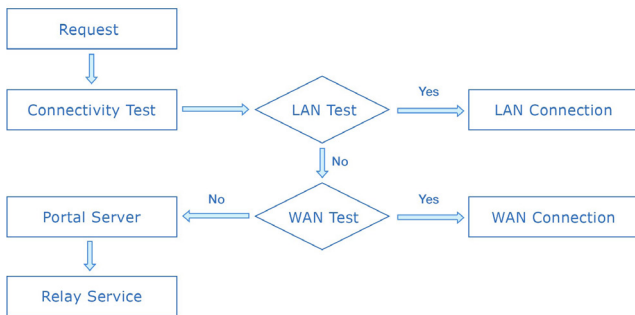 Request
Connectivity Test
LAN Test
Yes
LAN Connection
No
Portal Server
No
WAN Test
Yes
WAN Connection
Relay Service